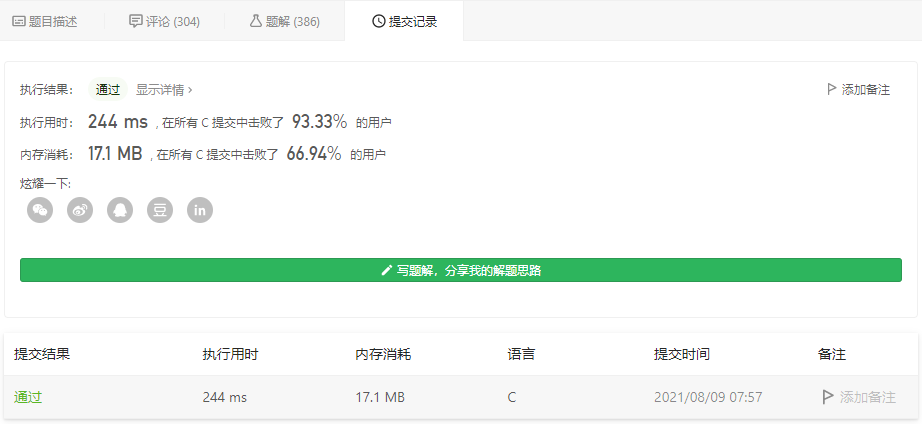 题目描述 评论 (304) 题解 (386) 提交记录
执行结果： 通过 显示详情 › 添加备注
执行用时： 244 ms , 在所有 C 提交中击败了 93.33% 的用户
内存消耗： 17.1 MB , 在所有 C 提交中击败了 66.94% 的用户
炫耀一下:
豆 in
写题解，分享我的解题思路
提交结果 执行用时 内存消耗 语言 提交时间 备注
通过 244 ms 17.1 MB C 2021/08/09 07:57 添加备注